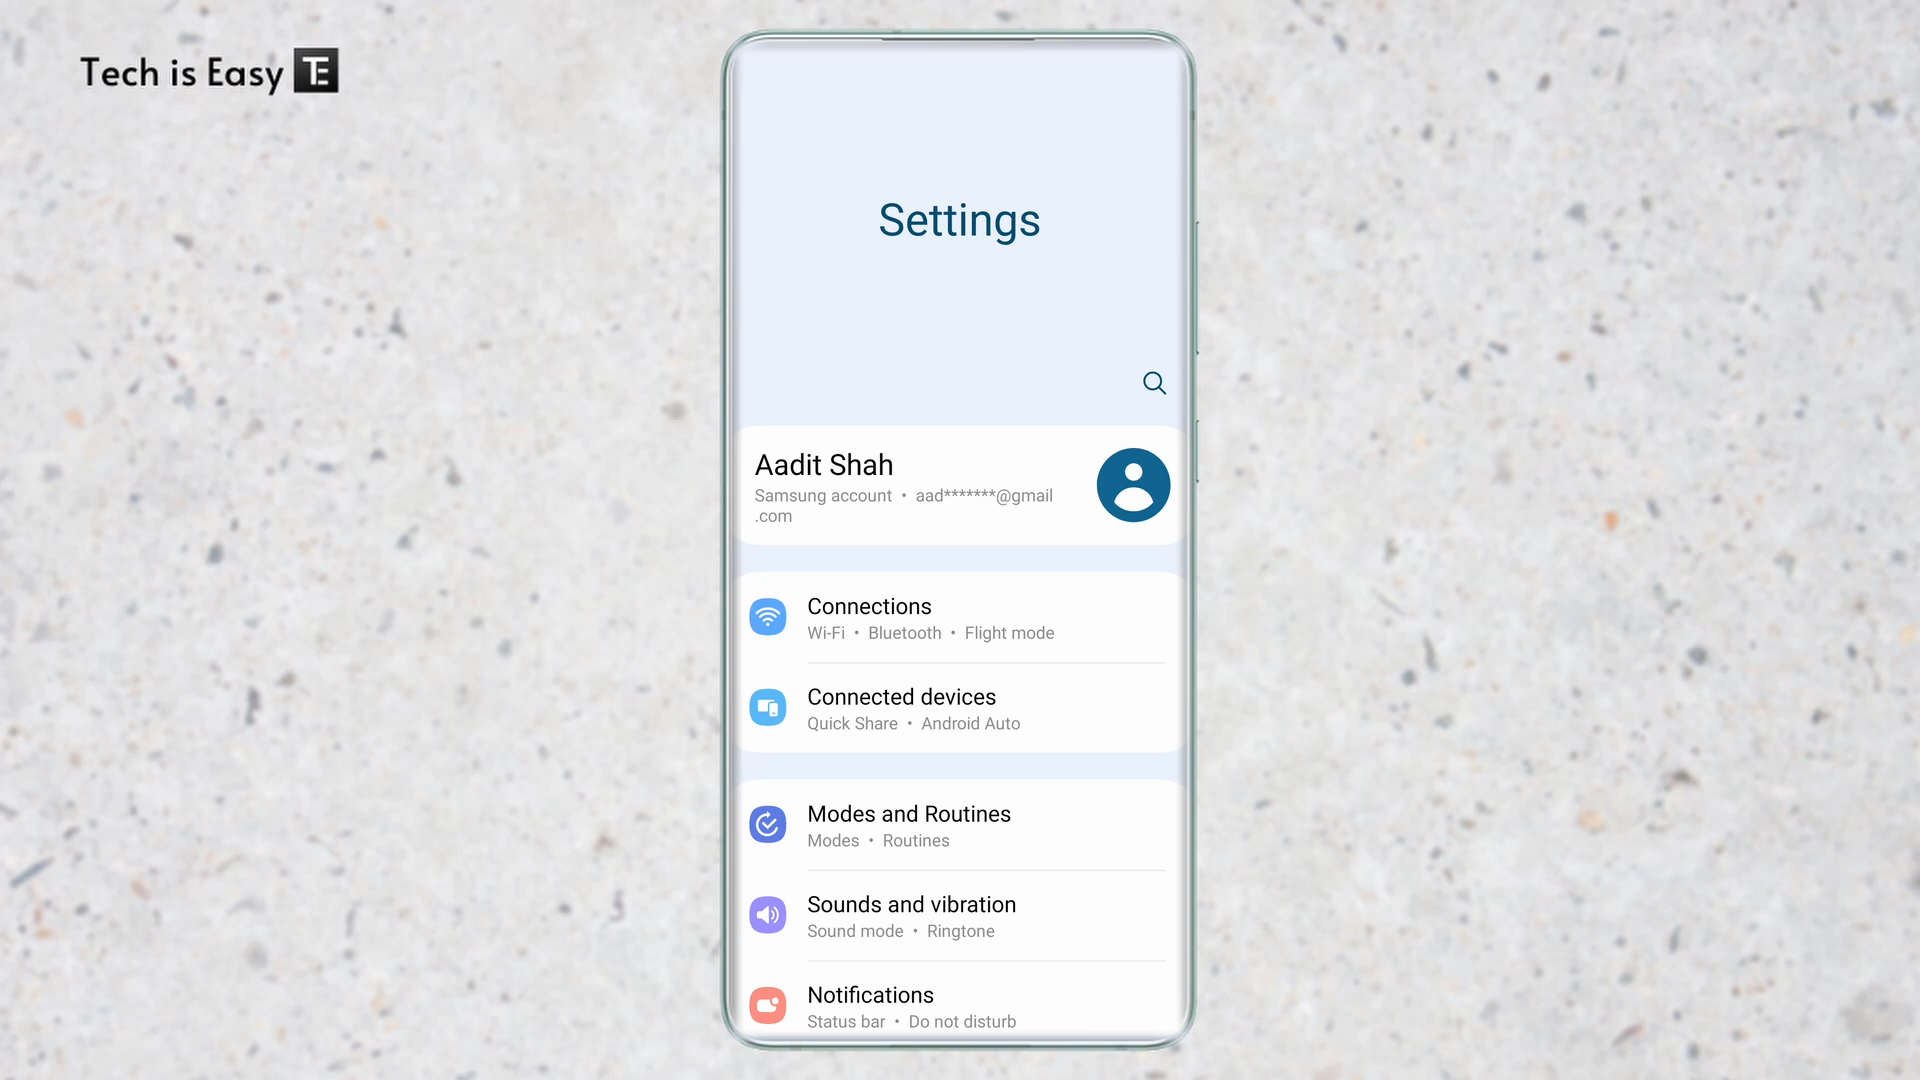 Tech is Easy TE
Settings
Aadit Shah
Samsung account • aad*******@gmail
.com
Connections
Wi-Fi • Bluetooth • Flight mode
Connected devices
Quick Share • Android Auto
Modes and Routines
Modes • Routines
Sounds and vibration
Sound mode • Ringtone
Notifications
Status bar • Do not disturb